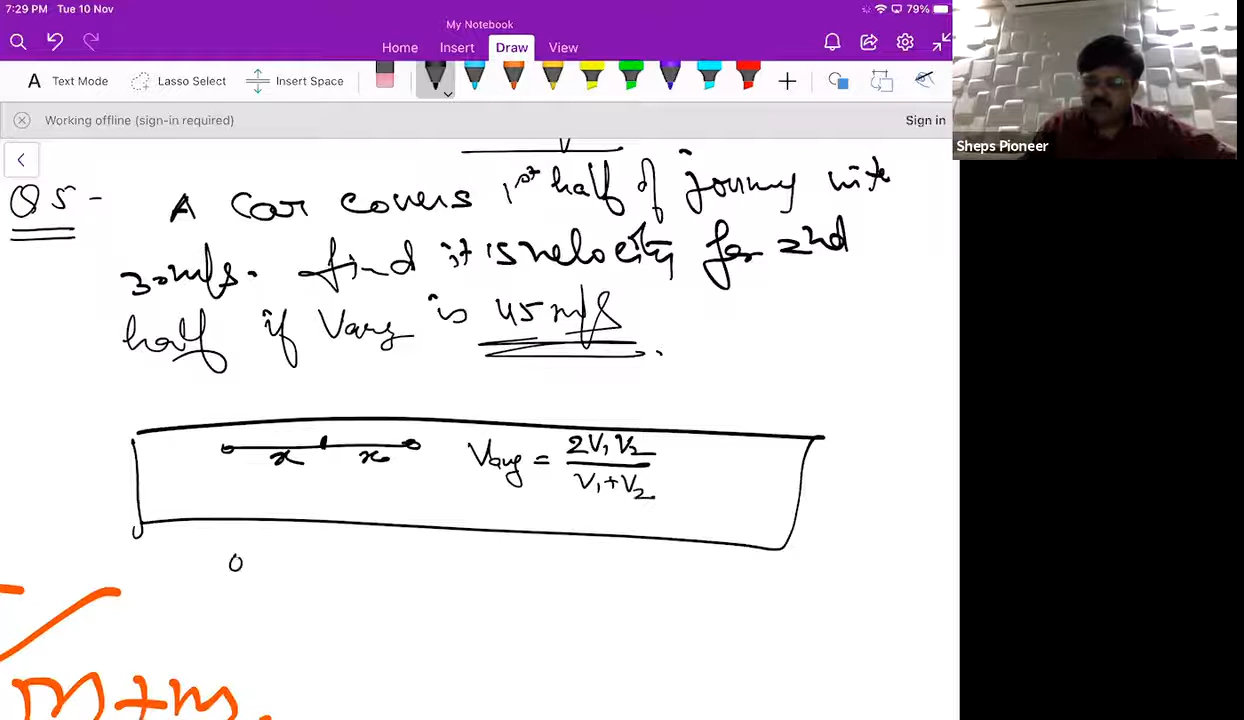 7:29 PM Tue 10 Nov
79%
My Notebook
Home Insert Draw View
A Text Mode Lasso Select Insert Space
Working offline (sign-in required) Sign in
Sheps Pioneer
Q5- A car covers 1st half of journey with
30m/s. find it is velocity for 2nd
half if Vavg is 45 m/s.
x x Vavg = 2V1V2
V1+V2
m+m